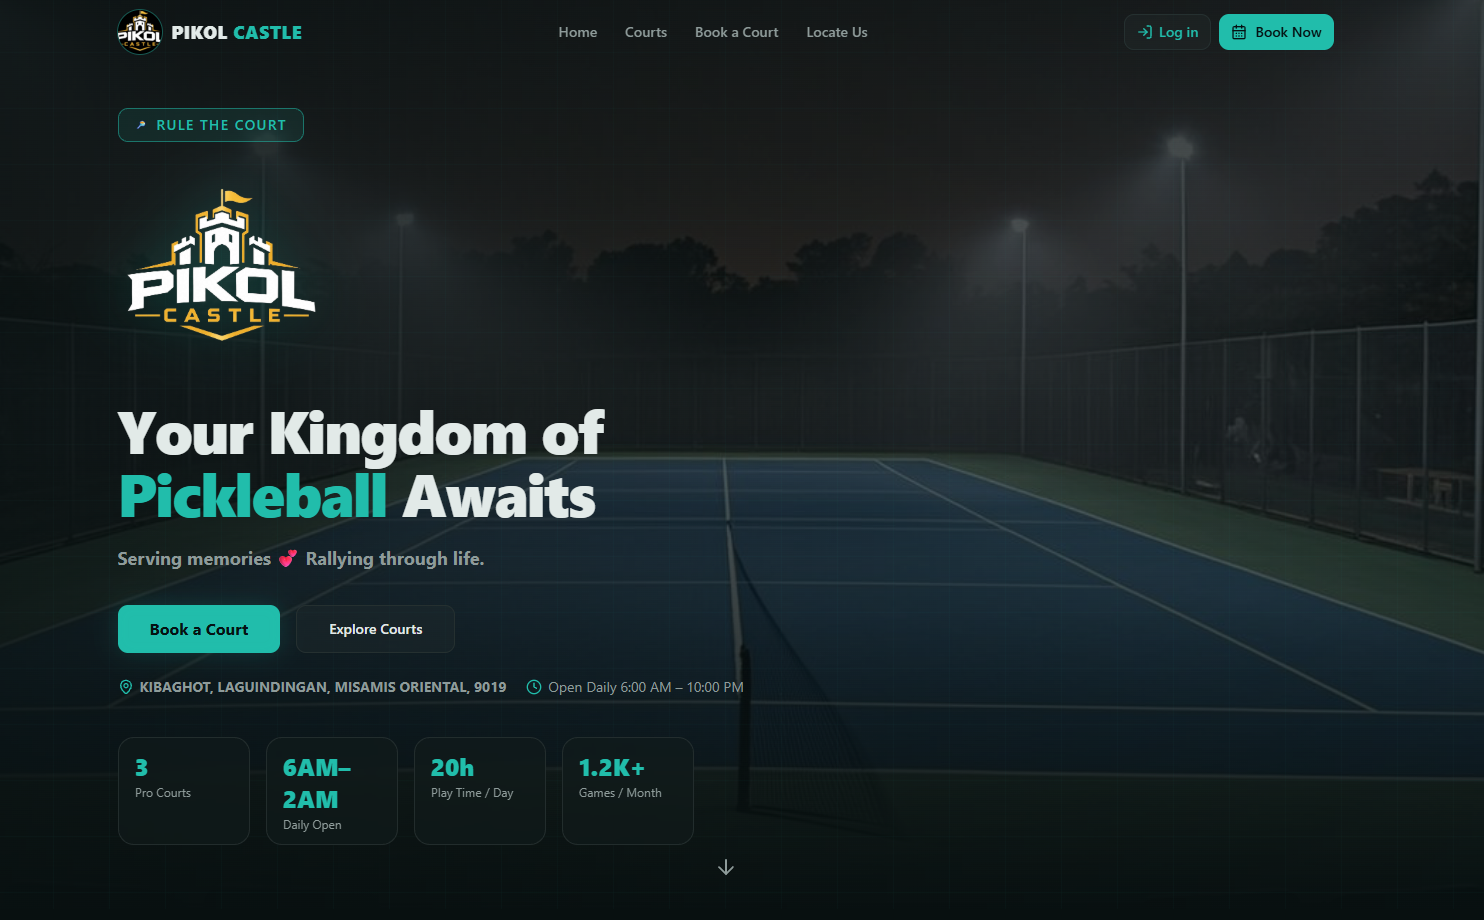 PIKOL CASTLE
PIKOL CASTLE
Home
Courts
Book a Court
Locate Us
Log in
Book Now
RULE THE COURT
PIKOL
CASTLE
Your Kingdom of
Pickleball Awaits
Serving memories 💕 Rallying through life.
Book a Court
Explore Courts
KIBAGHOT, LAGUINDINGAN, MISAMIS ORIENTAL, 9019
Open Daily 6:00 AM – 10:00 PM
3
Pro Courts
6AM–
2AM
Daily Open
20h
Play Time / Day
1.2K+
Games / Month